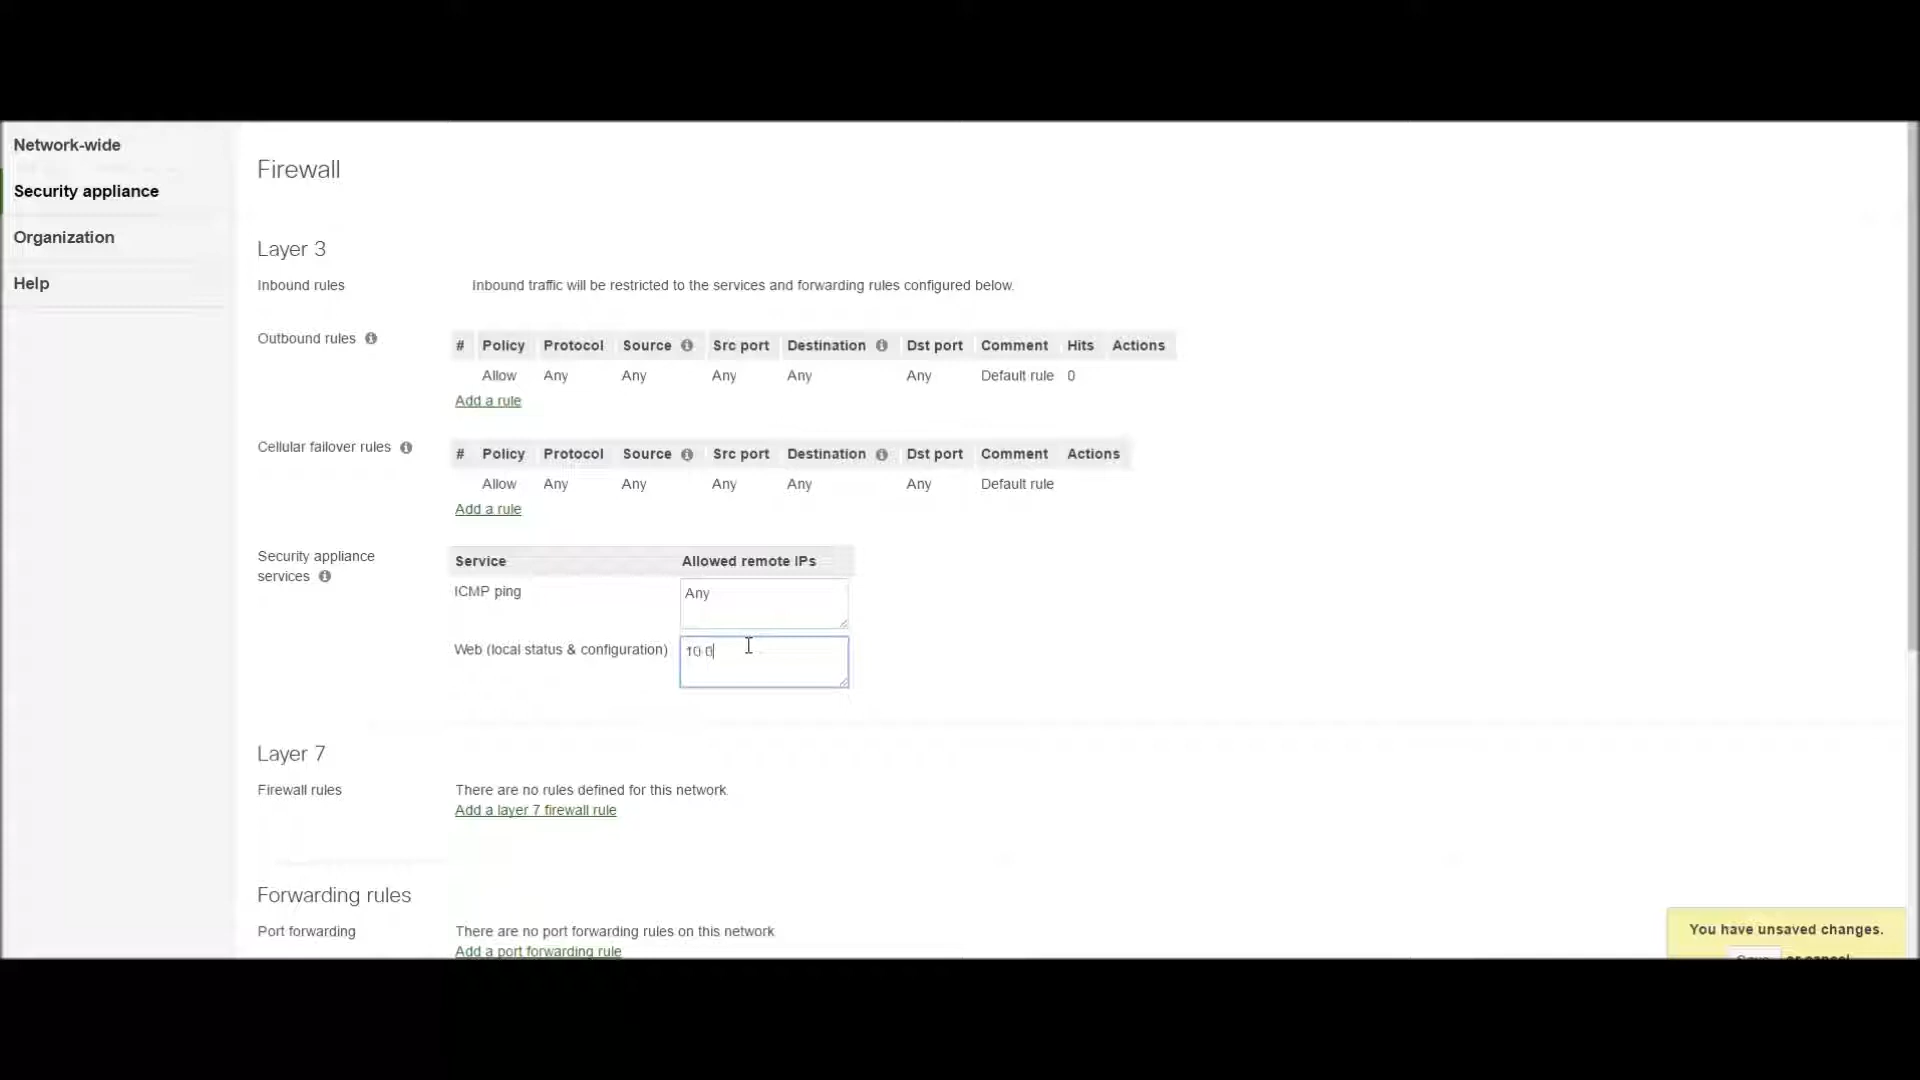 Network-wide
Security appliance
Organization
Help
Firewall
Layer 3
Inbound rules Inbound traffic will be restricted to the services and forwarding rules configured below.
Outbound rules
# Policy Protocol Source Src port Destination Dst port Comment Hits Actions
Allow Any Any Any Any Any Default rule 0
Add a rule
Cellular failover rules
# Policy Protocol Source Src port Destination Dst port Comment Actions
Allow Any Any Any Any Any Default rule
Add a rule
Security appliance
services
Service Allowed remote IPs
ICMP ping Any
Web (local status & configuration) 10 0
Layer 7
Firewall rules There are no rules defined for this network
Add a layer 7 firewall rule
Forwarding rules
Port forwarding There are no port forwarding rules on this network
Add a port forwarding rule
You have unsaved changes.
or cancel